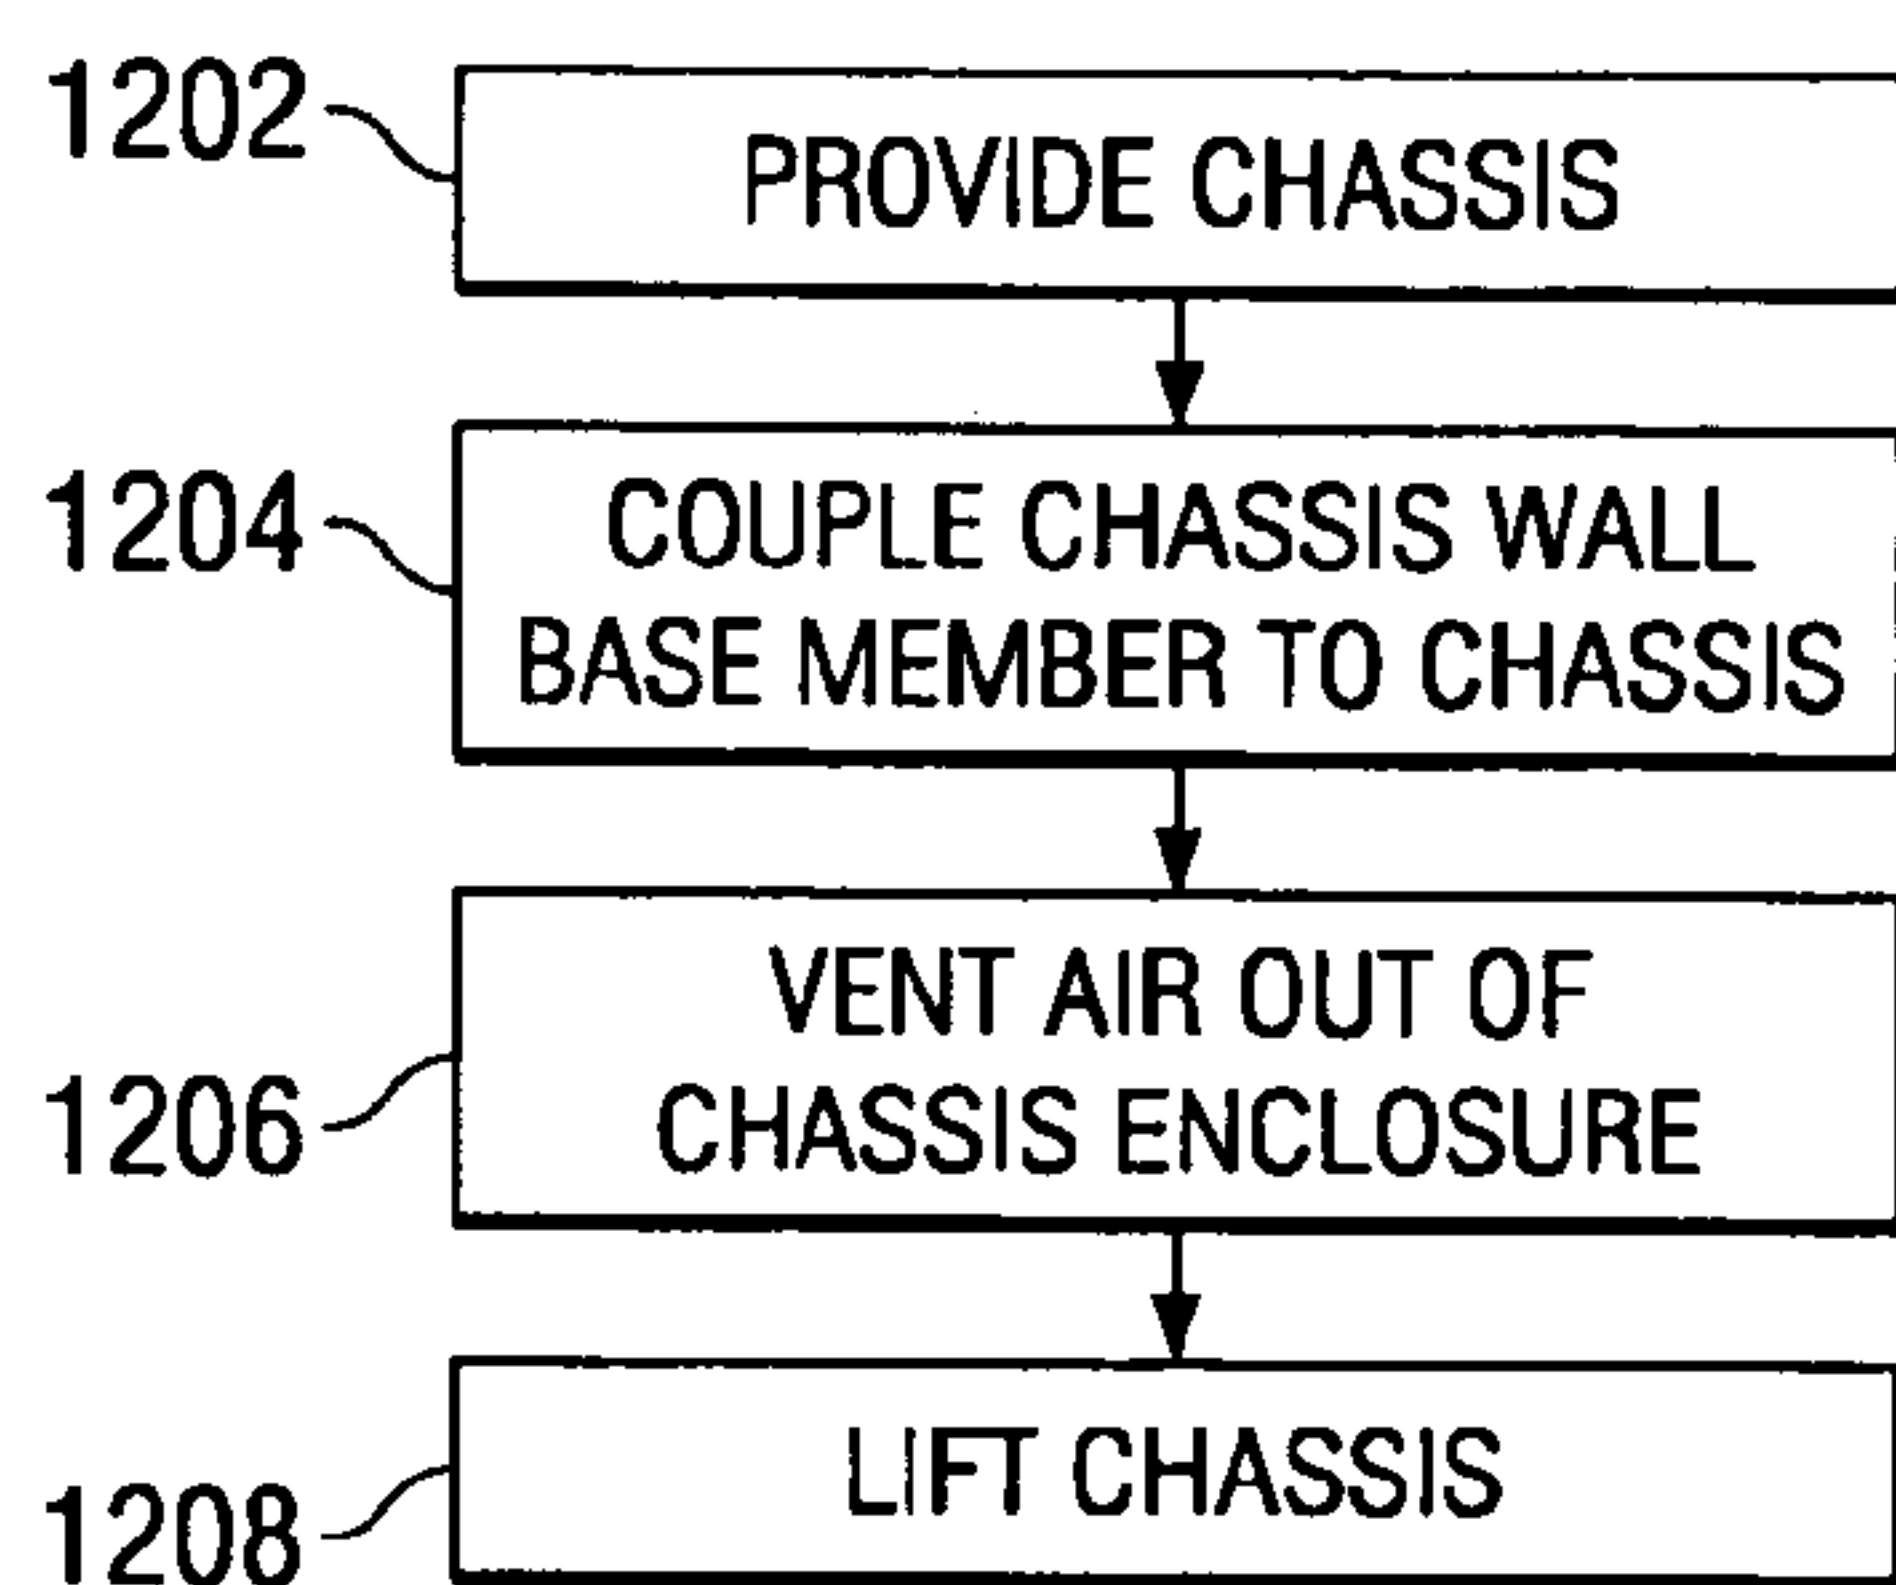 1202
PROVIDE CHASSIS
1204
COUPLE CHASSIS WALL
BASE MEMBER TO CHASSIS
1206
VENT AIR OUT OF
CHASSIS ENCLOSURE
1208
LIFT CHASSIS